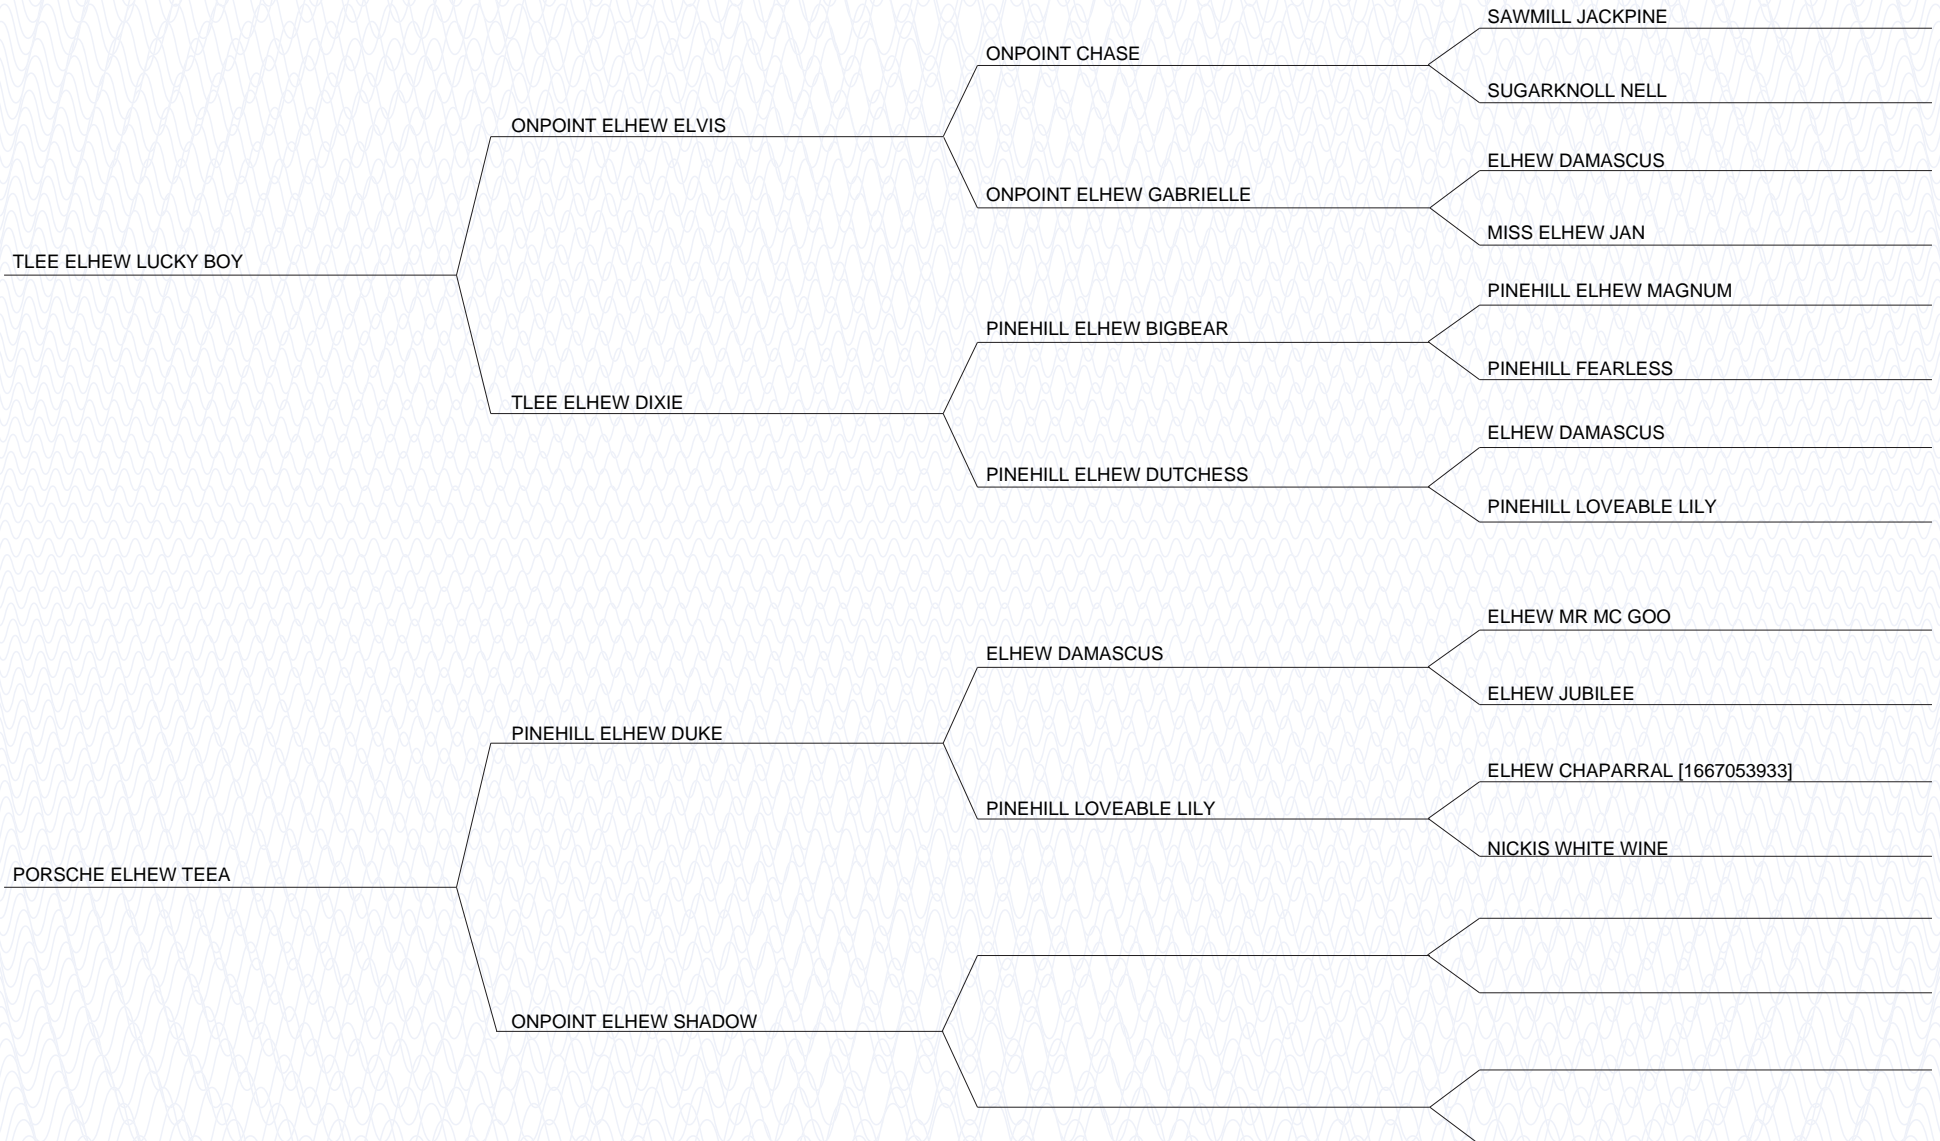 SAWMILL JACKPINE
ONPOINT CHASE
SUGARKNOLL NELL
ONPOINT ELHEW ELVIS
ELHEW DAMASCUS
ONPOINT ELHEW GABRIELLE
MISS ELHEW JAN
TLEE ELHEW LUCKY BOY
PINEHILL ELHEW MAGNUM
PINEHILL ELHEW BIGBEAR
PINEHILL FEARLESS
TLEE ELHEW DIXIE
ELHEW DAMASCUS
PINEHILL ELHEW DUTCHESS
PINEHILL LOVEABLE LILY
ELHEW MR MC GOO
ELHEW DAMASCUS
ELHEW JUBILEE
PINEHILL ELHEW DUKE
ELHEW CHAPARRAL [1667053933]
PINEHILL LOVEABLE LILY
NICKIS WHITE WINE
PORSCHE ELHEW TEEA
ONPOINT ELHEW SHADOW